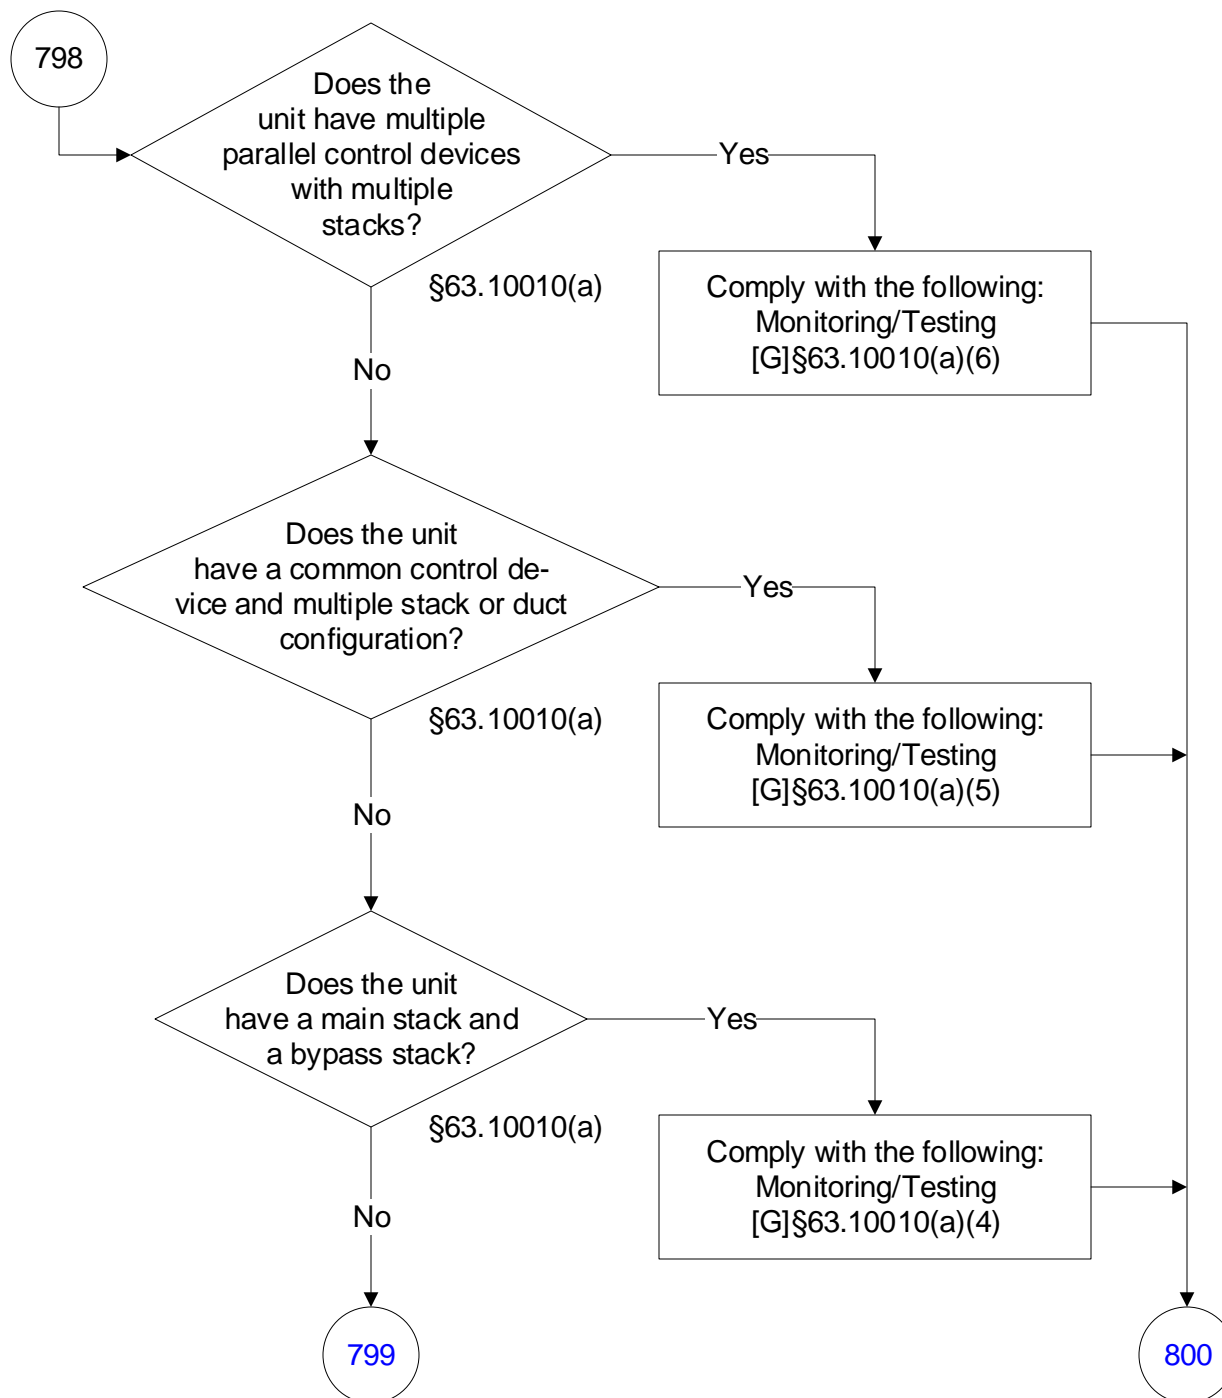 798
Does the
unit have multiple
parallel control devices
with multiple
stacks?
Yes
§63.10010(a)
Comply with the following:
Monitoring/Testing
[G]§63.10010(a)(6)
No
Does the unit
have a common control de-
vice and multiple stack or duct
configuration?
Yes
§63.10010(a)
Comply with the following:
Monitoring/Testing
[G]§63.10010(a)(5)
No
Does the unit
have a main stack and
a bypass stack?
Yes
§63.10010(a)
Comply with the following:
Monitoring/Testing
[G]§63.10010(a)(4)
No
799
800